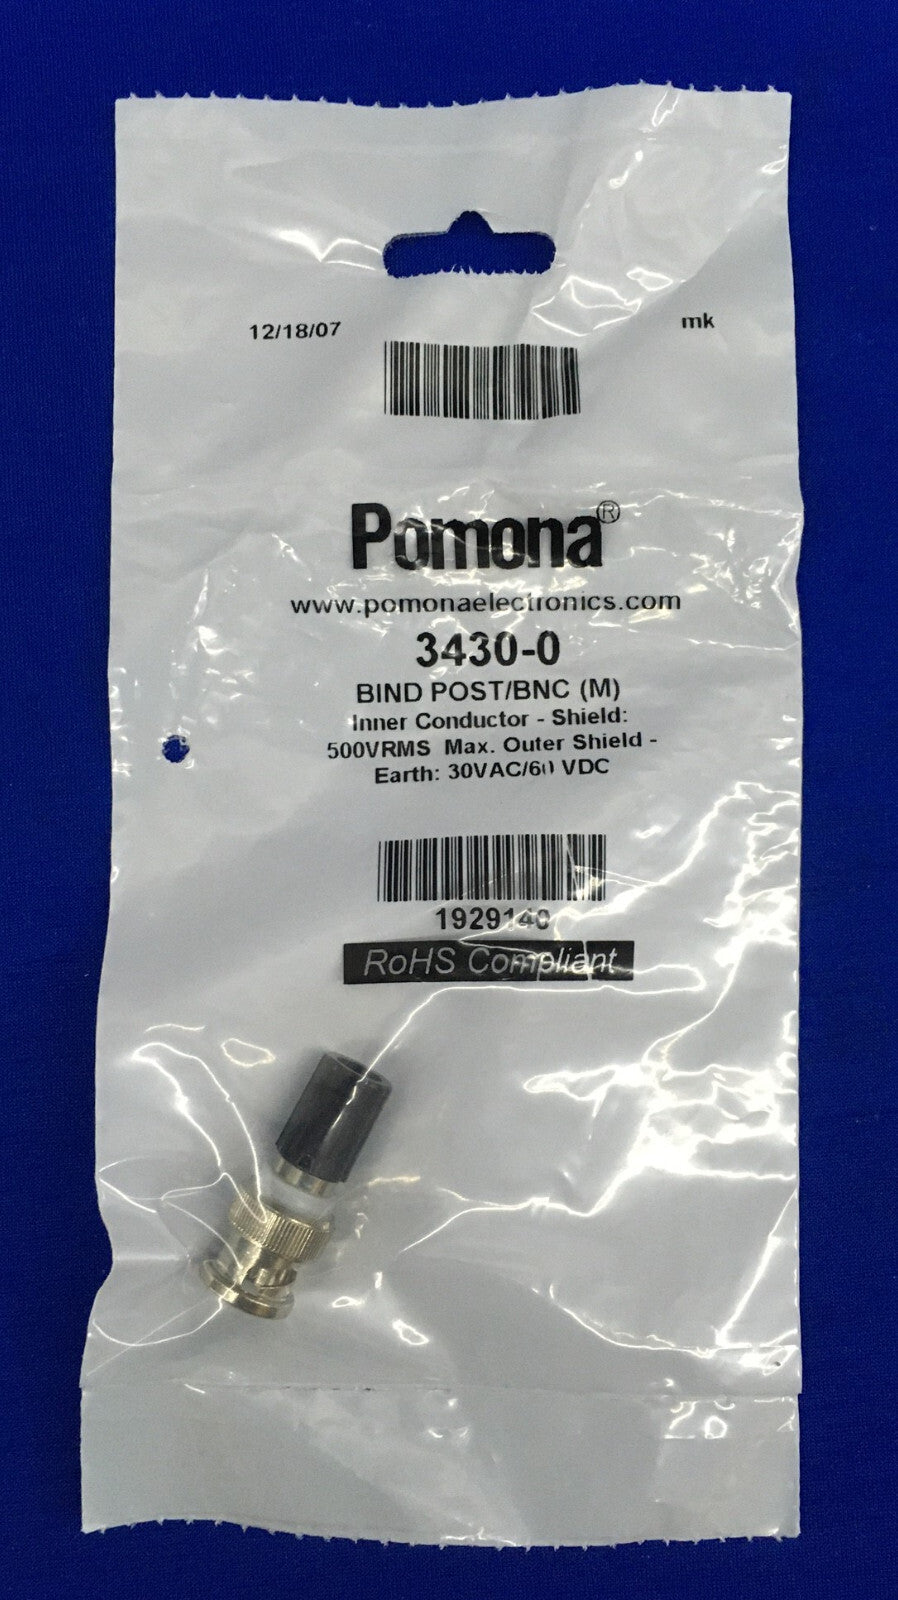 12/18/07 mk
Pomona®
www.pomonaelectronics.com
3430-0
BIND POST/BNC (M)
Inner Conductor - Shield:
500VRMS Max. Outer Shield -
Earth: 30VAC/60 VDC
1929140
RoHS Compliant